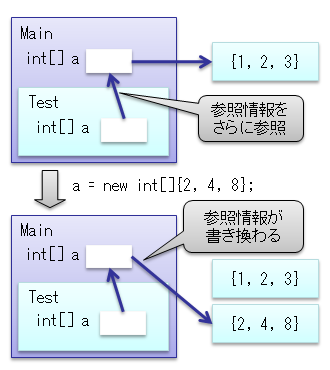 Main
int[] a
{1, 2, 3}
Test
int[] a
参照情報を
さらに参照
a = new int[]{2, 4, 8};
Main
int[] a
参照情報が
書き換わる
{1, 2, 3}
Test
int[] a
{2, 4, 8}